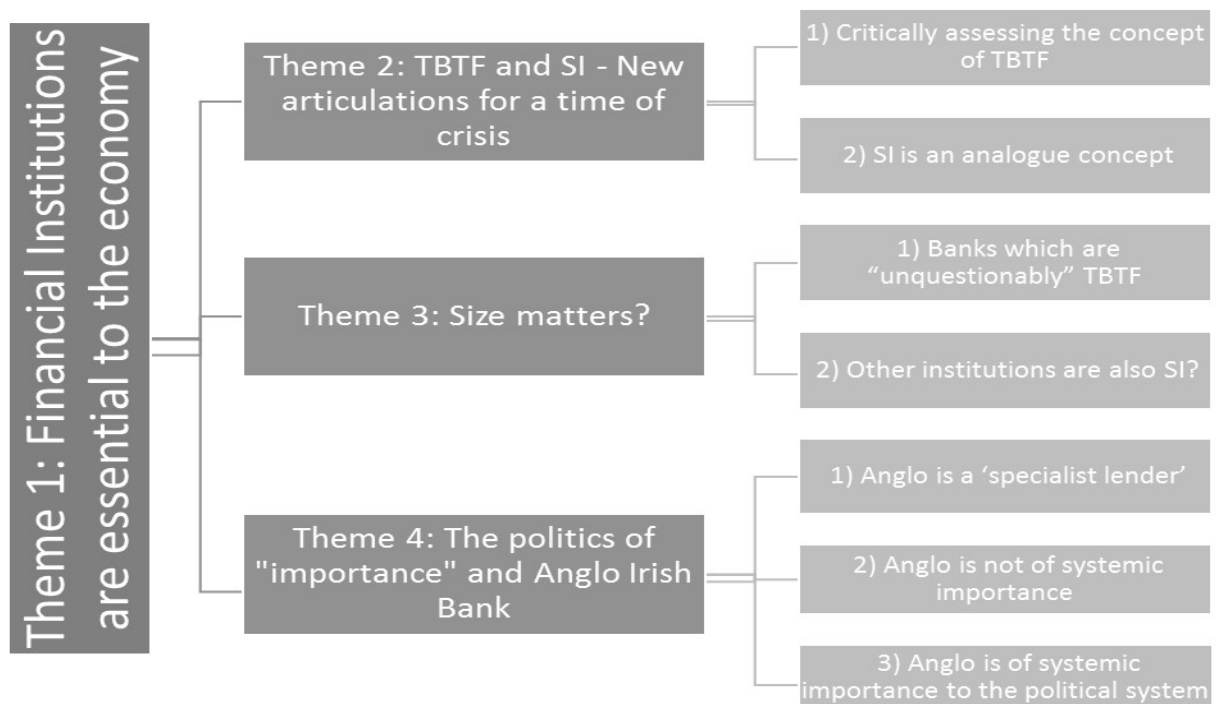 Theme 1: Financial Institutions
are essential to the economy
Theme 2: TBTF and SI - New
articulations for a time of
crisis
1) Critically assessing the concept
of TBTF
2) SI is an analogue concept
Theme 3: Size matters?
1) Banks which are
“unquestionably” TBTF
2) Other institutions are also SI?
Theme 4: The politics of
"importance" and Anglo Irish
Bank
1) Anglo is a ‘specialist lender’
2) Anglo is not of systemic
importance
3) Anglo is of systemic
importance to the political system